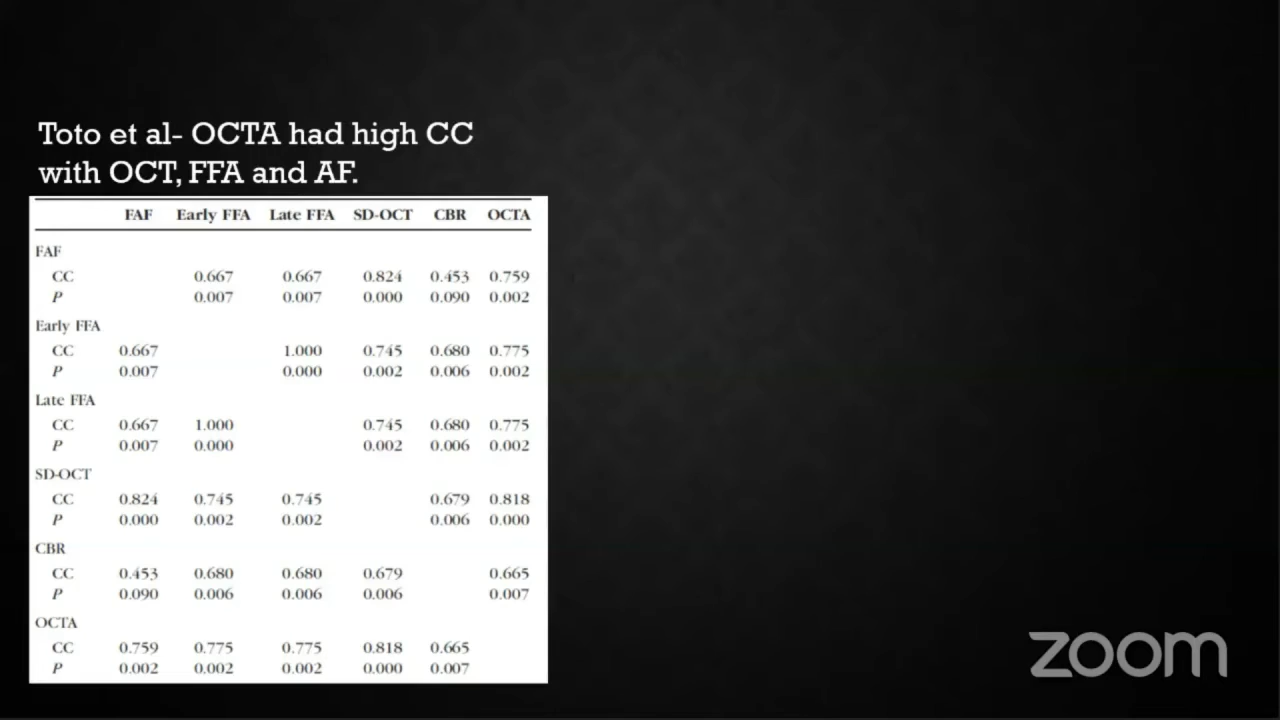 Toto et al- OCTA had high CC
with OCT, FFA and AF.
FAF Early FFA Late FFA SD-OCT CBR OCTA
FAF
CC 0.667 0.667 0.824 0.453 0.759
P 0.007 0.007 0.000 0.090 0.002
Early FFA
CC 0.667 1.000 0.745 0.680 0.775
P 0.007 0.000 0.002 0.006 0.002
Late FFA
CC 0.667 1.000 0.745 0.680 0.775
P 0.007 0.000 0.002 0.006 0.002
SD-OCT
CC 0.824 0.745 0.745 0.679 0.818
P 0.000 0.002 0.002 0.006 0.000
CBR
CC 0.453 0.680 0.680 0.679 0.665
P 0.090 0.006 0.006 0.006 0.007
OCTA
CC 0.759 0.775 0.775 0.818 0.665
P 0.002 0.002 0.002 0.000 0.007
zoom